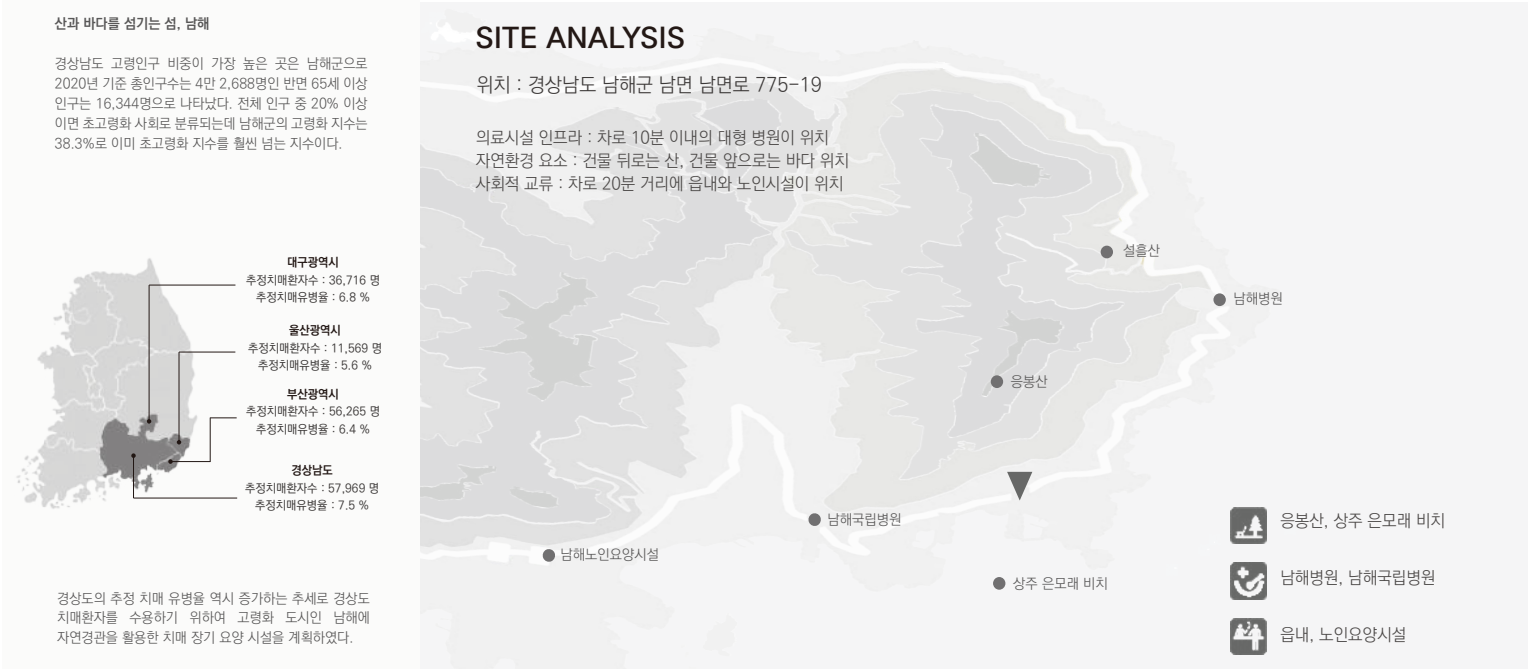 산과 바다를 섬기는 섬, 남해
경상남도 고령인구 비중이 가장 높은 곳은 남해군으로
2020년 기준 총인구수는 4만 2,688명인 반면 65세 이상
인구는 16,344명으로 나타났다. 전체 인구 중 20% 이상
이면 초고령화 사회로 분류되는데 남해군의 고령화 지수는
38.3%로 이미 초고령화 지수를 훨씬 넘는 지수이다.
대구광역시
추정치매환자수 : 36,716 명
추정치매유병율 : 6.8 %
울산광역시
추정치매환자수 : 11,569 명
추정치매유병율 : 5.6 %
부산광역시
추정치매환자수 : 56,265 명
추정치매유병율 : 6.4 %
경상남도
추정치매환자수 : 57,969 명
추정치매유병율 : 7.5 %
경상도의 추정 치매 유병율 역시 증가하는 추세로 경상도
치매환자를 수용하기 위하여 고령화 도시인 남해에
자연경관을 활용한 치매 장기 요양 시설을 계획하였다.
SITE ANALYSIS
위치 : 경상남도 남해군 남면 남면로 775-19
의료시설 인프라 : 차로 10분 이내의 대형 병원이 위치
자연환경 요소 : 건물 뒤로는 산, 건물 앞으로는 바다 위치
사회적 교류 : 차로 20분 거리에 읍내와 노인시설이 위치
설흘산
남해병원
응봉산
남해국립병원
남해노인요양시설
상주 은모래 비치
응봉산, 상주 은모래 비치
남해병원, 남해국립병원
읍내, 노인요양시설